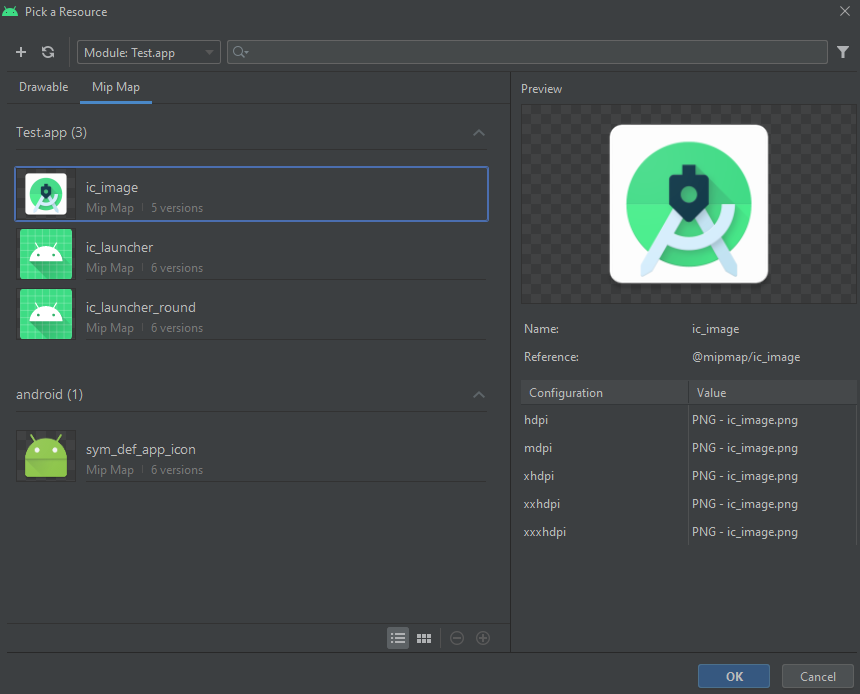 Pick a Resource
Module: Test.app
Drawable
Mip Map
Test.app (3)
ic_image
Mip Map | 5 versions
ic_launcher
Mip Map | 6 versions
ic_launcher_round
Mip Map | 6 versions
android (1)
sym_def_app_icon
Mip Map | 6 versions
Preview
Name: ic_image
Reference: @mipmap/ic_image
Configuration Value
hdpi PNG - ic_image.png
mdpi PNG - ic_image.png
xhdpi PNG - ic_image.png
xxhdpi PNG - ic_image.png
xxxhdpi PNG - ic_image.png
OK
Cancel